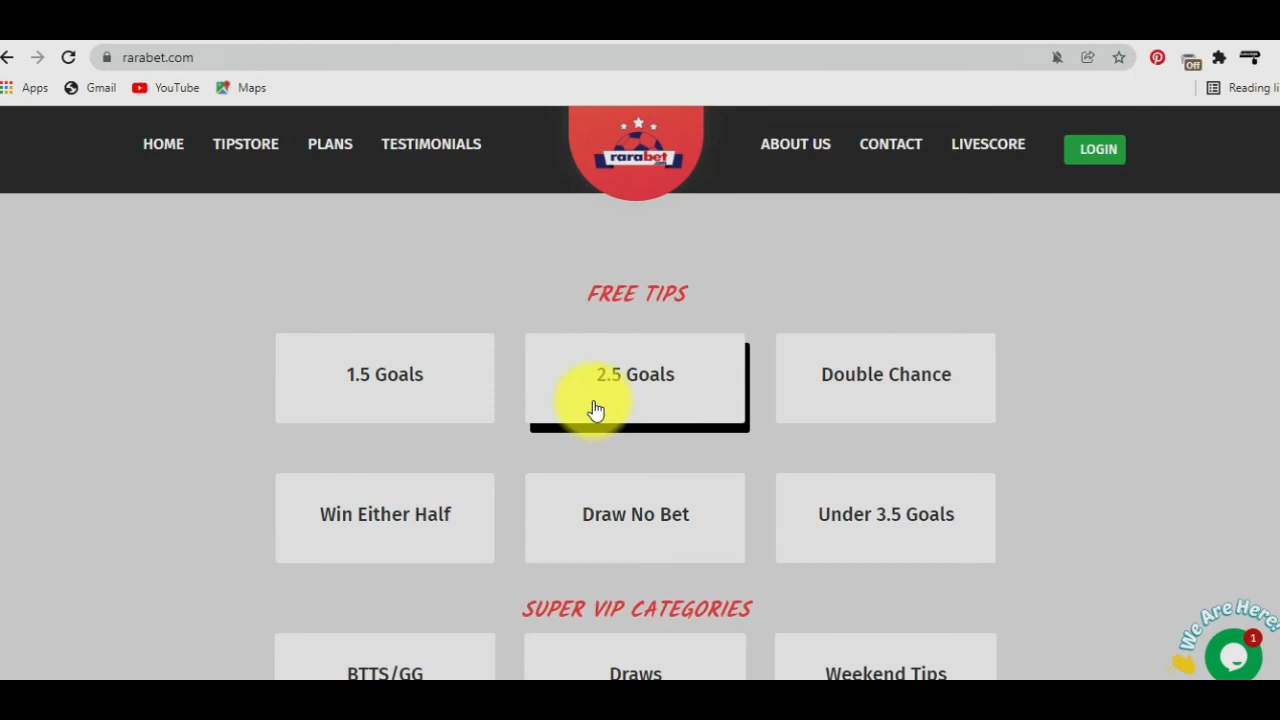 rarabet.com
Off
Apps Gmail YouTube Maps
HOME TIPSTORE PLANS TESTIMONIALS rarabet .com ABOUT US CONTACT LIVESCORE LOGIN
FREE TIPS
1.5 Goals 2.5 Goals Double Chance
Win Either Half Draw No Bet Under 3.5 Goals
SUPER VIP CATEGORIES
We Are Here!
1
BTTS/GG Draws Weekend Tips